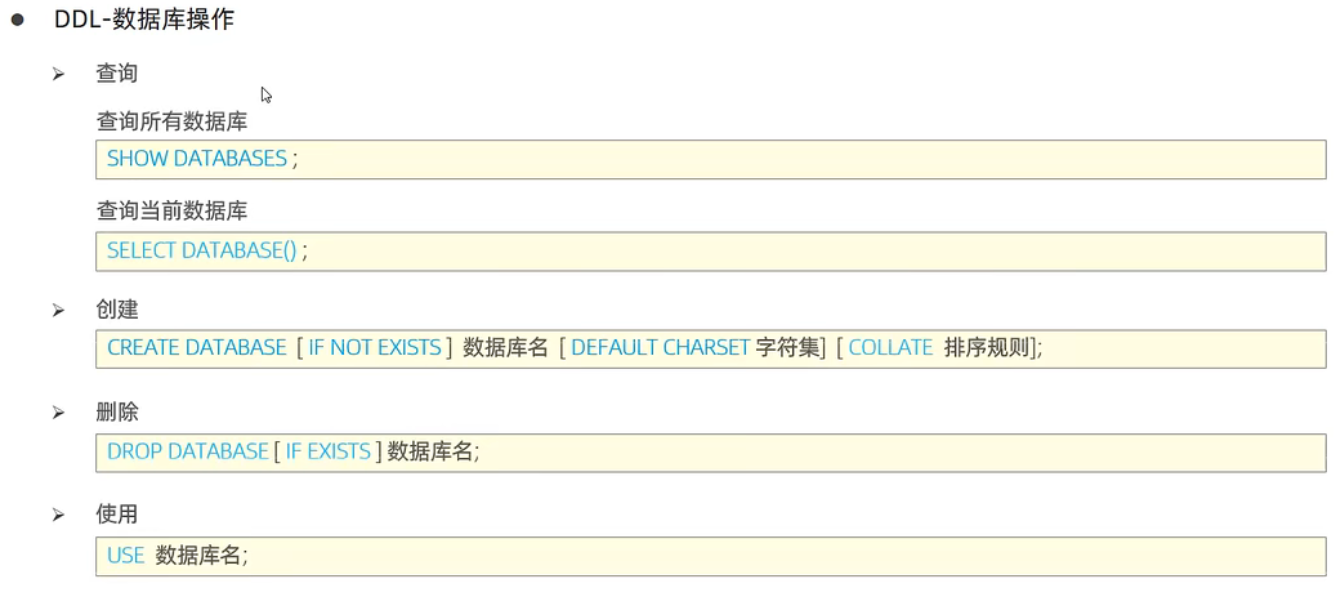 DDL-数据库操作
查询
查询所有数据库
SHOW DATABASES ;
查询当前数据库
SELECT DATABASE() ;
创建
CREATE DATABASE [ IF NOT EXISTS ] 数据库名 [ DEFAULT CHARSET 字符集] [ COLLATE 排序规则];
删除
DROP DATABASE [ IF EXISTS ] 数据库名;
使用
USE 数据库名;